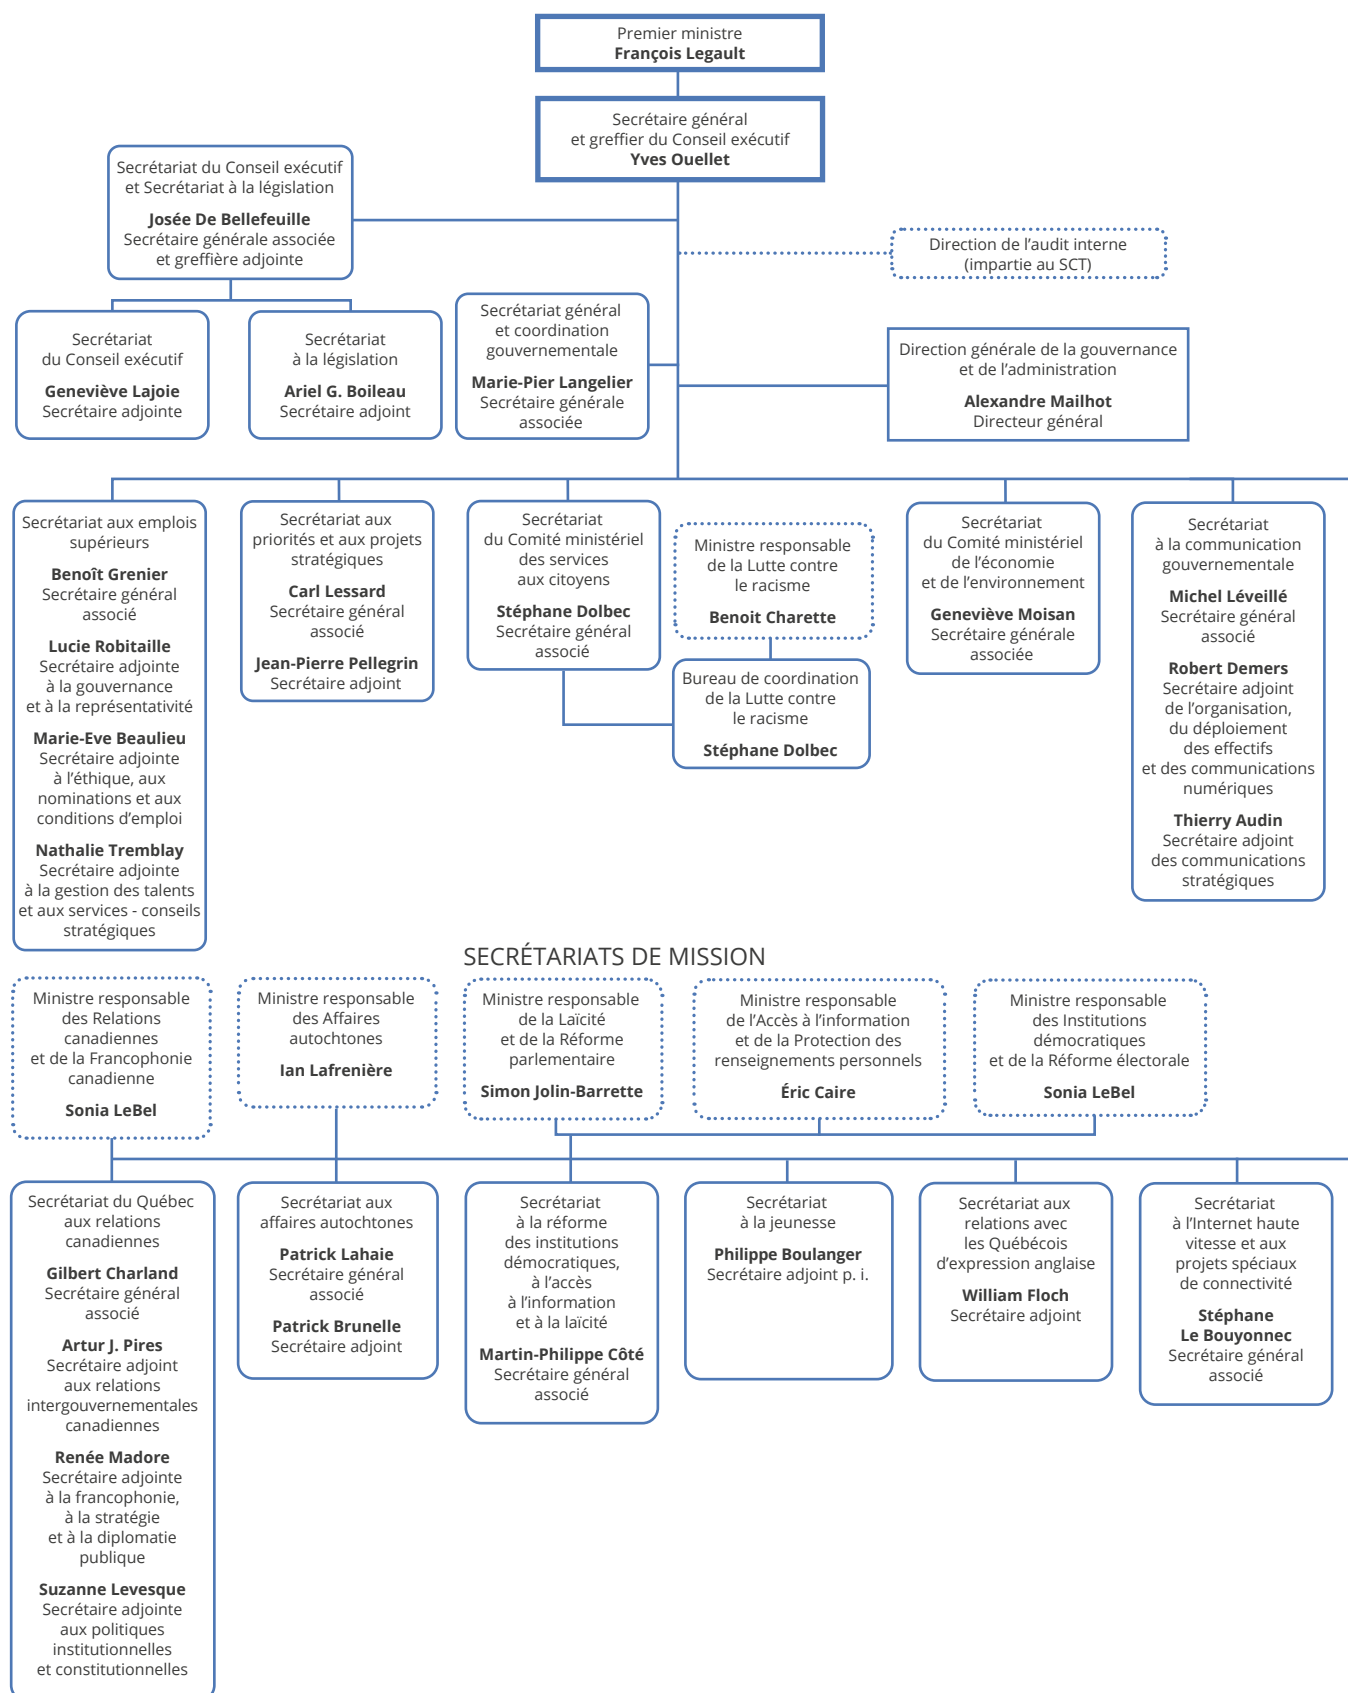 Premier ministre
François Legault
Secrétaire général
et greffier du Conseil exécutif
Yves Ouellet
Secrétariat du Conseil exécutif
et Secrétariat à la législation
Josée De Bellefeuille
Secrétaire générale associée
et greffière adjointe
Direction de l’audit interne
(impartie au SCT)
Secrétariat
du Conseil exécutif
Geneviève Lajoie
Secrétaire adjointe
Secrétariat
à la législation
Ariel G. Boileau
Secrétaire adjoint
Secrétariat général
et coordination
gouvernementale
Marie-Pier Langelier
Secrétaire générale
associée
Direction générale de la gouvernance
et de l’administration
Alexandre Mailhot
Directeur général
Secrétariat aux emplois
supérieurs
Benoît Grenier
Secrétaire général
associé
Lucie Robitaille
Secrétaire adjointe
à la gouvernance
et à la représentativité
Marie-Eve Beaulieu
Secrétaire adjointe
à l’éthique, aux
nominations et aux
conditions d’emploi
Nathalie Tremblay
Secrétaire adjointe
à la gestion des talents
et aux services - conseils
stratégiques
Secrétariat aux
priorités et aux projets
stratégiques
Carl Lessard
Secrétaire général
associé
Jean-Pierre Pellegrin
Secrétaire adjoint
Secrétariat
du Comité ministériel
des services
aux citoyens
Stéphane Dolbec
Secrétaire général
associé
Ministre responsable
de la Lutte contre
le racisme
Benoit Charette
Bureau de coordination
de la Lutte contre
le racisme
Stéphane Dolbec
Secrétariat
du Comité ministériel
de l’économie
et de l’environnement
Geneviève Moisan
Secrétaire générale
associée
Secrétariat
à la communication
gouvernementale
Michel Léveillé
Secrétaire général
associé
Robert Demers
Secrétaire adjoint
de l’organisation,
du déploiement
des effectifs
et des communications
numériques
Thierry Audin
Secrétaire adjoint
des communications
stratégiques
SECRÉTARIATS DE MISSION
Ministre responsable
des Relations
canadiennes
et de la Francophonie
canadienne
Sonia LeBel
Ministre responsable
des Affaires
autochtones
Ian Lafrenière
Ministre responsable
de la Laïcité
et de la Réforme
parlementaire
Simon Jolin-Barrette
Ministre responsable
de l’Accès à l’information
et de la Protection des
renseignements personnels
Éric Caire
Ministre responsable
des Institutions
démocratiques
et de la Réforme électorale
Sonia LeBel
Secrétariat du Québec
aux relations
canadiennes
Gilbert Charland
Secrétaire général
associé
Artur J. Pires
Secrétaire adjoint
aux relations
intergouvernementales
canadiennes
Renée Madore
Secrétaire adjointe
à la francophonie,
à la stratégie
et à la diplomatie
publique
Suzanne Levesque
Secrétaire adjointe
aux politiques
institutionnelles
et constitutionnelles
Secrétariat aux
affaires autochtones
Patrick Lahaie
Secrétaire général
associé
Patrick Brunelle
Secrétaire adjoint
Secrétariat
à la réforme
des institutions
démocratiques,
à l’accès
à l’information
et à la laïcité
Martin-Philippe Côté
Secrétaire général
associé
Secrétariat
à la jeunesse
Philippe Boulanger
Secrétaire adjoint p. i.
Secrétariat aux
relations avec
les Québécois
d’expression anglaise
William Floch
Secrétaire adjoint
Secrétariat
à l’Internet haute
vitesse et aux
projets spéciaux
de connectivité
Stéphane
Le Bouyonnec
Secrétaire général
associé